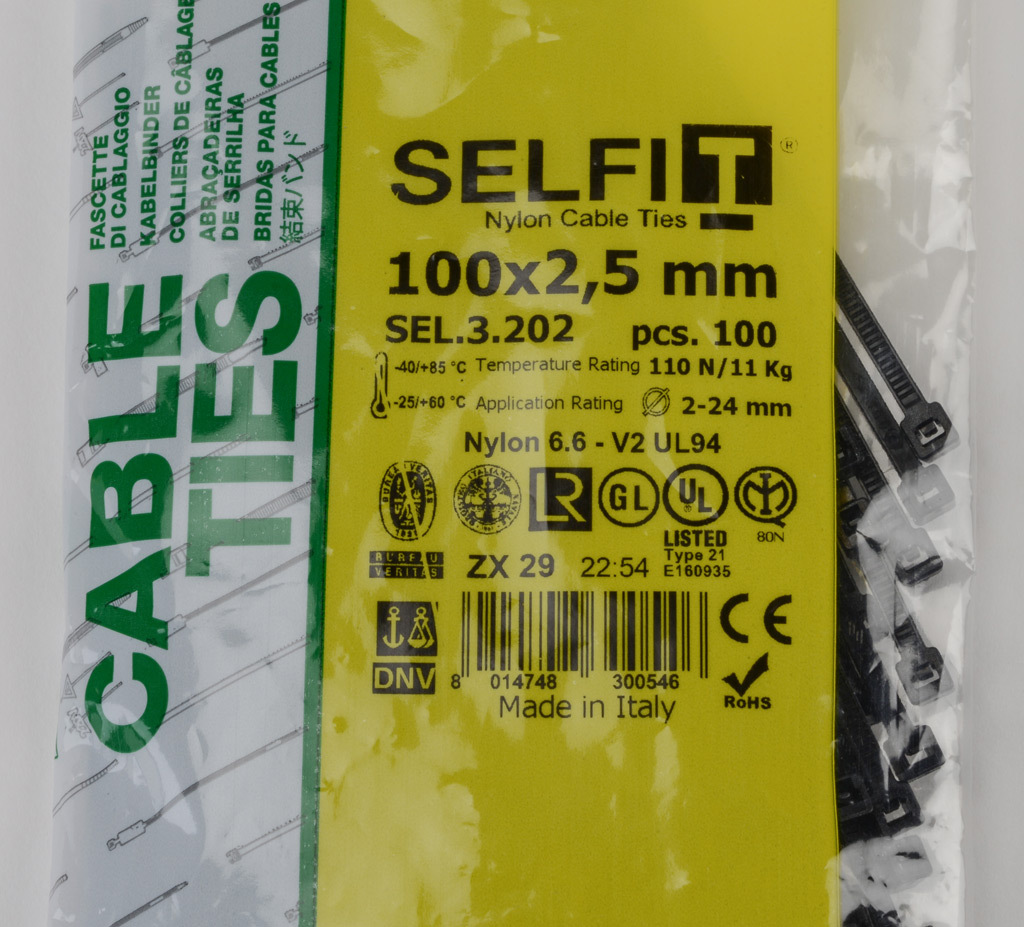 FASCETTE
DI CABLAGGIO
KABELBINDER
COLLIERS DE CÂBLAGE
ABRAÇADEIRAS
DE SERRILHA
BRIDAS PARA CABLES
結束バンド
CABLE
TIES
SELFIT ®
Nylon Cable Ties
100x2,5 mm
SEL.3.202 pcs. 100
-40/+85 °C Temperature Rating 110 N/11 Kg
-25/+60 °C Application Rating 2-24 mm
Nylon 6.6 - V2 UL94
BUREAU VERITAS
1828
LR
GL
UL
80N
LISTED
Type 21
E160935
BUREAU
VERITAS
ZX 29 22:54
DNV
8 014748 300546
CE
RoHS
Made in Italy